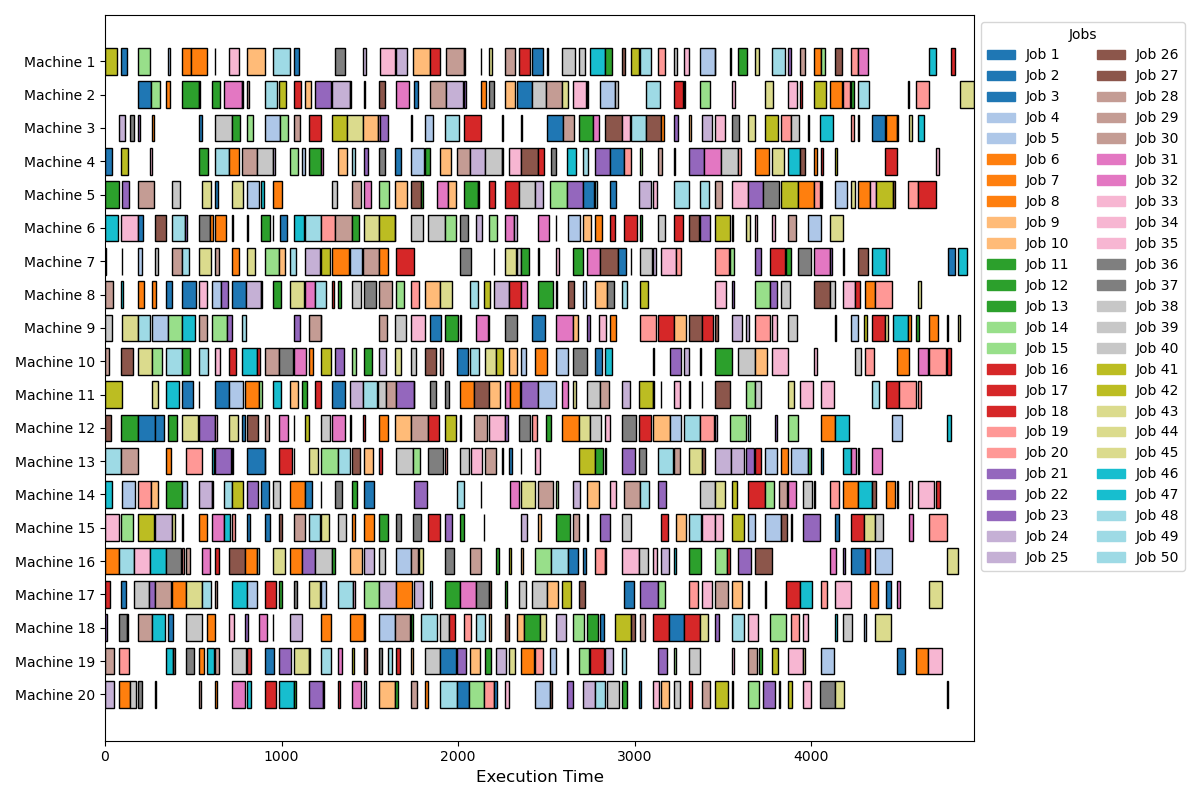 Machine 1
Machine 2
Machine 3
Machine 4
Machine 5
Machine 6
Machine 7
Machine 8
Machine 9
Machine 10
Machine 11
Machine 12
Machine 13
Machine 14
Machine 15
Machine 16
Machine 17
Machine 18
Machine 19
Machine 20
0 1000 2000 3000 4000
Execution Time
Jobs
Job 1 Job 26
Job 2 Job 27
Job 3 Job 28
Job 4 Job 29
Job 5 Job 30
Job 6 Job 31
Job 7 Job 32
Job 8 Job 33
Job 9 Job 34
Job 10 Job 35
Job 11 Job 36
Job 12 Job 37
Job 13 Job 38
Job 14 Job 39
Job 15 Job 40
Job 16 Job 41
Job 17 Job 42
Job 18 Job 43
Job 19 Job 44
Job 20 Job 45
Job 21 Job 46
Job 22 Job 47
Job 23 Job 48
Job 24 Job 49
Job 25 Job 50